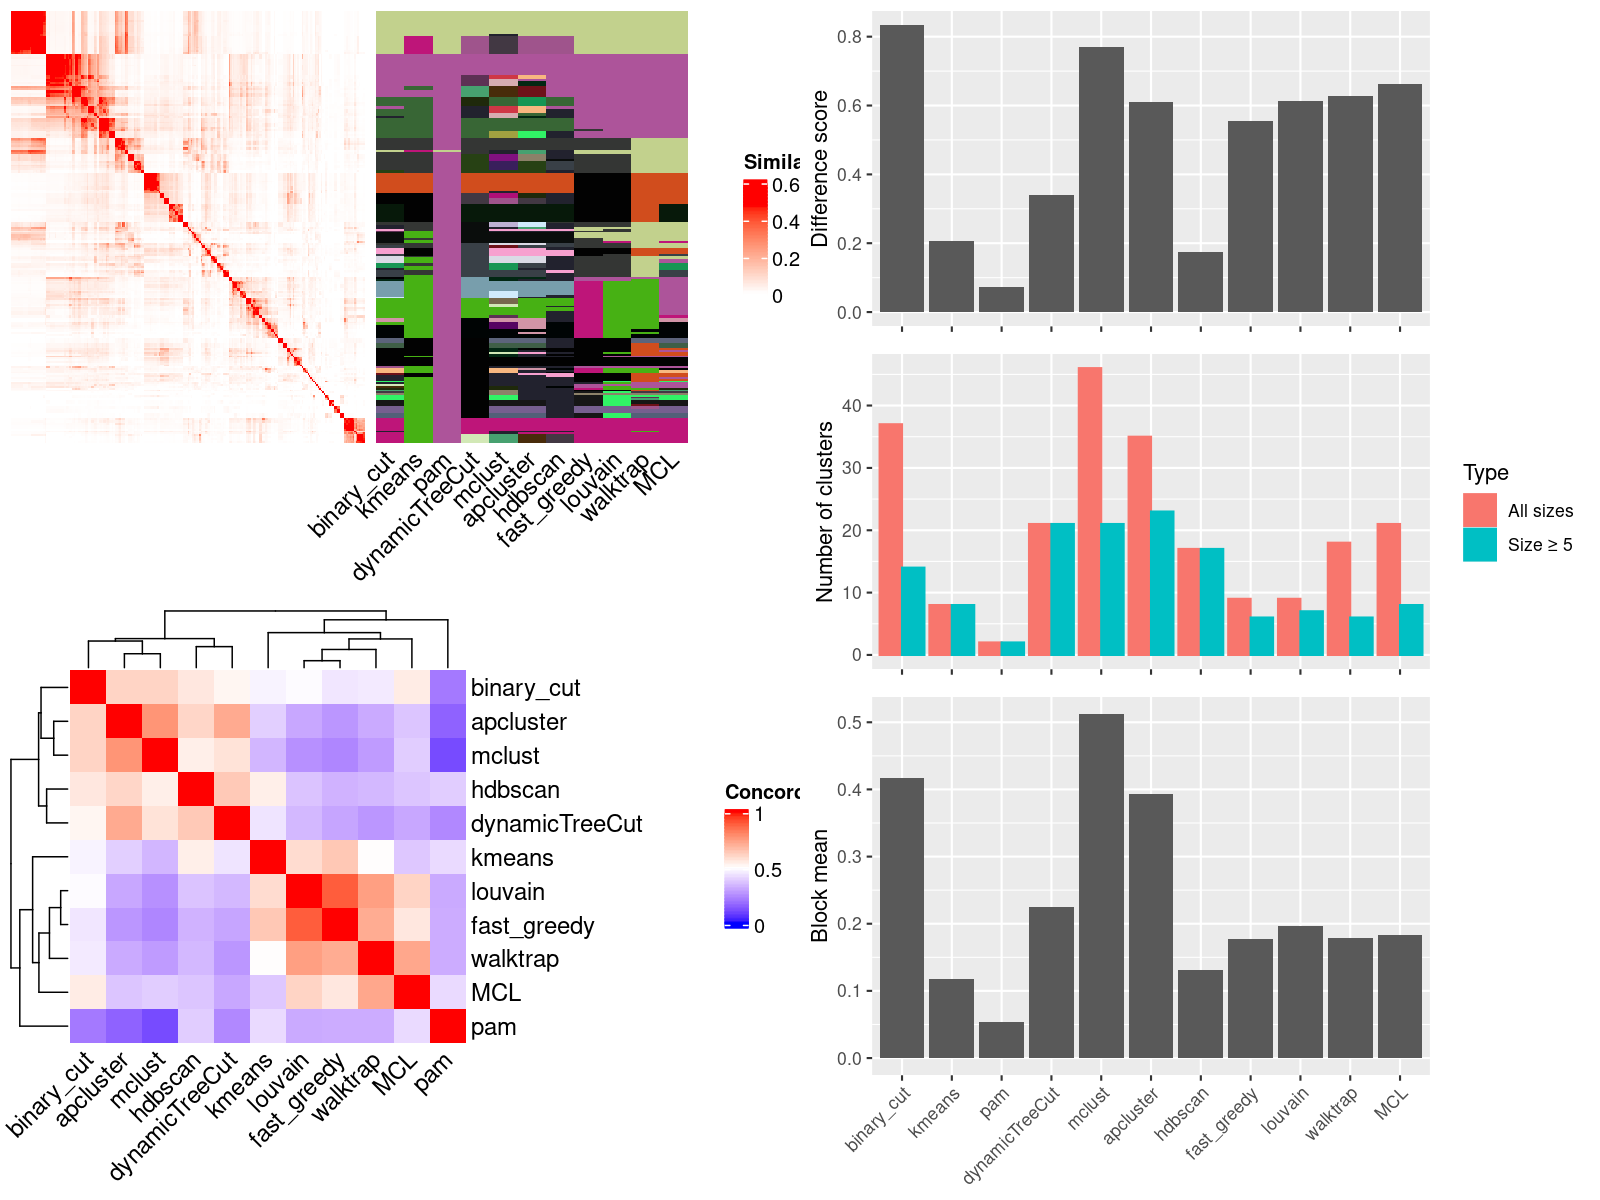 Simila
0.6
0.4
0.2
0
binary_cut
kmeans
pam
dynamicTreeCut
mclust
apcluster
hdbscan
fast_greedy
louvain
walktrap
MCL
binary_cut
apcluster
mclust
hdbscan
dynamicTreeCut
kmeans
louvain
fast_greedy
walktrap
MCL
pam
Concord
1
0.5
0
binary_cut
apcluster
mclust
hdbscan
dynamicTreeCut
kmeans
louvain
fast_greedy
walktrap
MCL
pam
Difference score
0.8
0.6
0.4
0.2
0.0
Number of clusters
40
30
20
10
0
Type
All sizes
Size ≥ 5
Block mean
0.5
0.4
0.3
0.2
0.1
0.0
binary_cut
kmeans
pam
dynamicTreeCut
mclust
apcluster
hdbscan
fast_greedy
louvain
walktrap
MCL